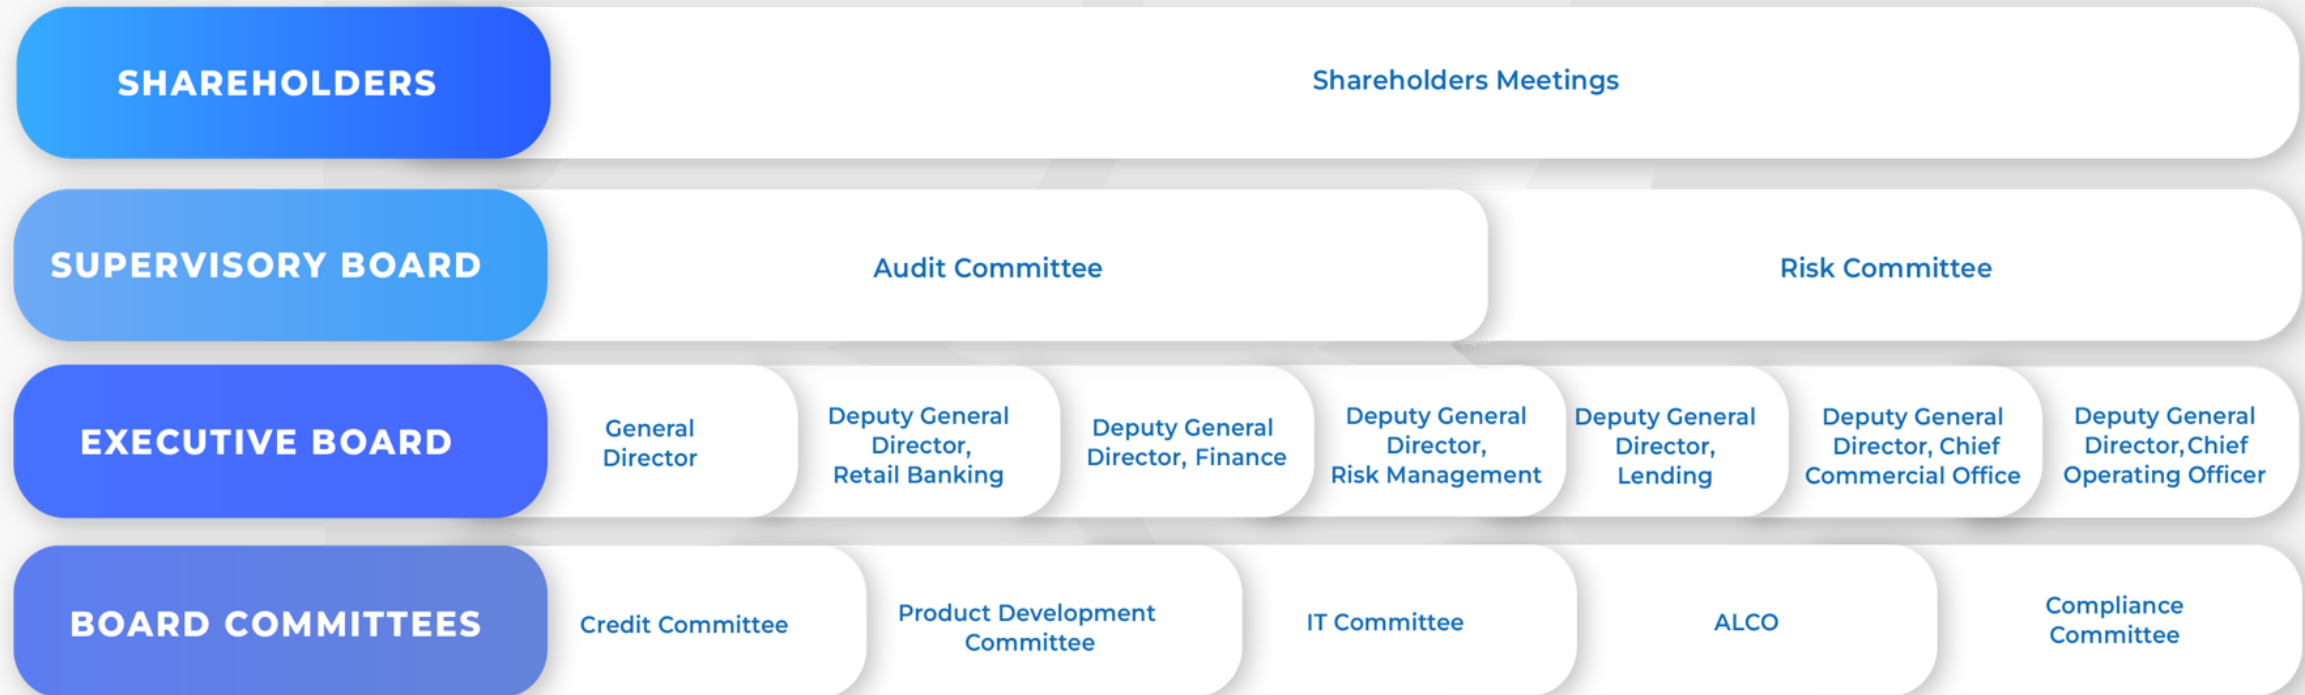 SHAREHOLDERS
Shareholders Meetings
SUPERVISORY BOARD
Audit Committee
Risk Committee
EXECUTIVE BOARD
General
Director
Deputy General
Director,
Retail Banking
Deputy General
Director, Finance
Deputy General
Director,
Risk Management
Deputy General
Director,
Lending
Deputy General
Director, Chief
Commercial Office
Deputy General
Director, Chief
Operating Officer
BOARD COMMITTEES
Credit Committee
Product Development
Committee
IT Committee
ALCO
Compliance
Committee